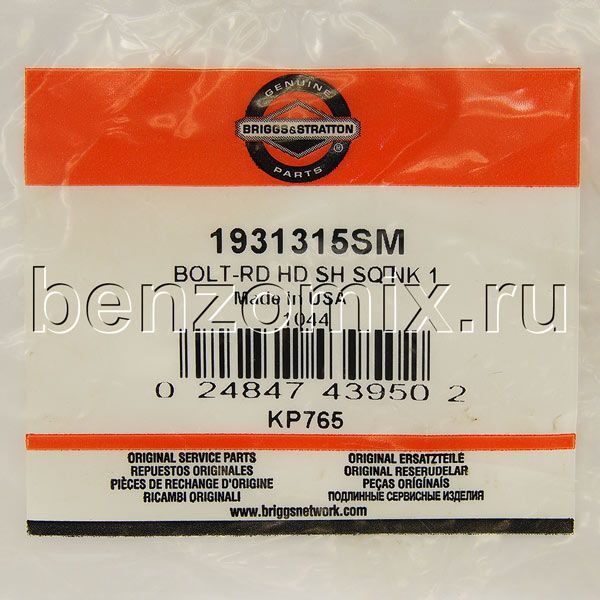 GENUINE
BRIGGS&STRATTON
®
PARTS
1931315SM
BOLT-RD HD SH SQ NK 1
Made In USA
1044
benzomix.ru
0 24847 43950 2
KP765
ORIGINAL SERVICE PARTS
REPUESTOS ORIGINALES
PIÈCES DE RECHANGE D'ORIGINE
RICAMBI ORIGINALI
ORIGINAL ERSATZTEILE
ORIGINAL RESERUDELAR
PEÇAS ORIGÍNAIS
ПОДЛИННЫЕ СЕРВИСНЫЕ ИЗДЕЛИЯ
www.briggsnetwork.com